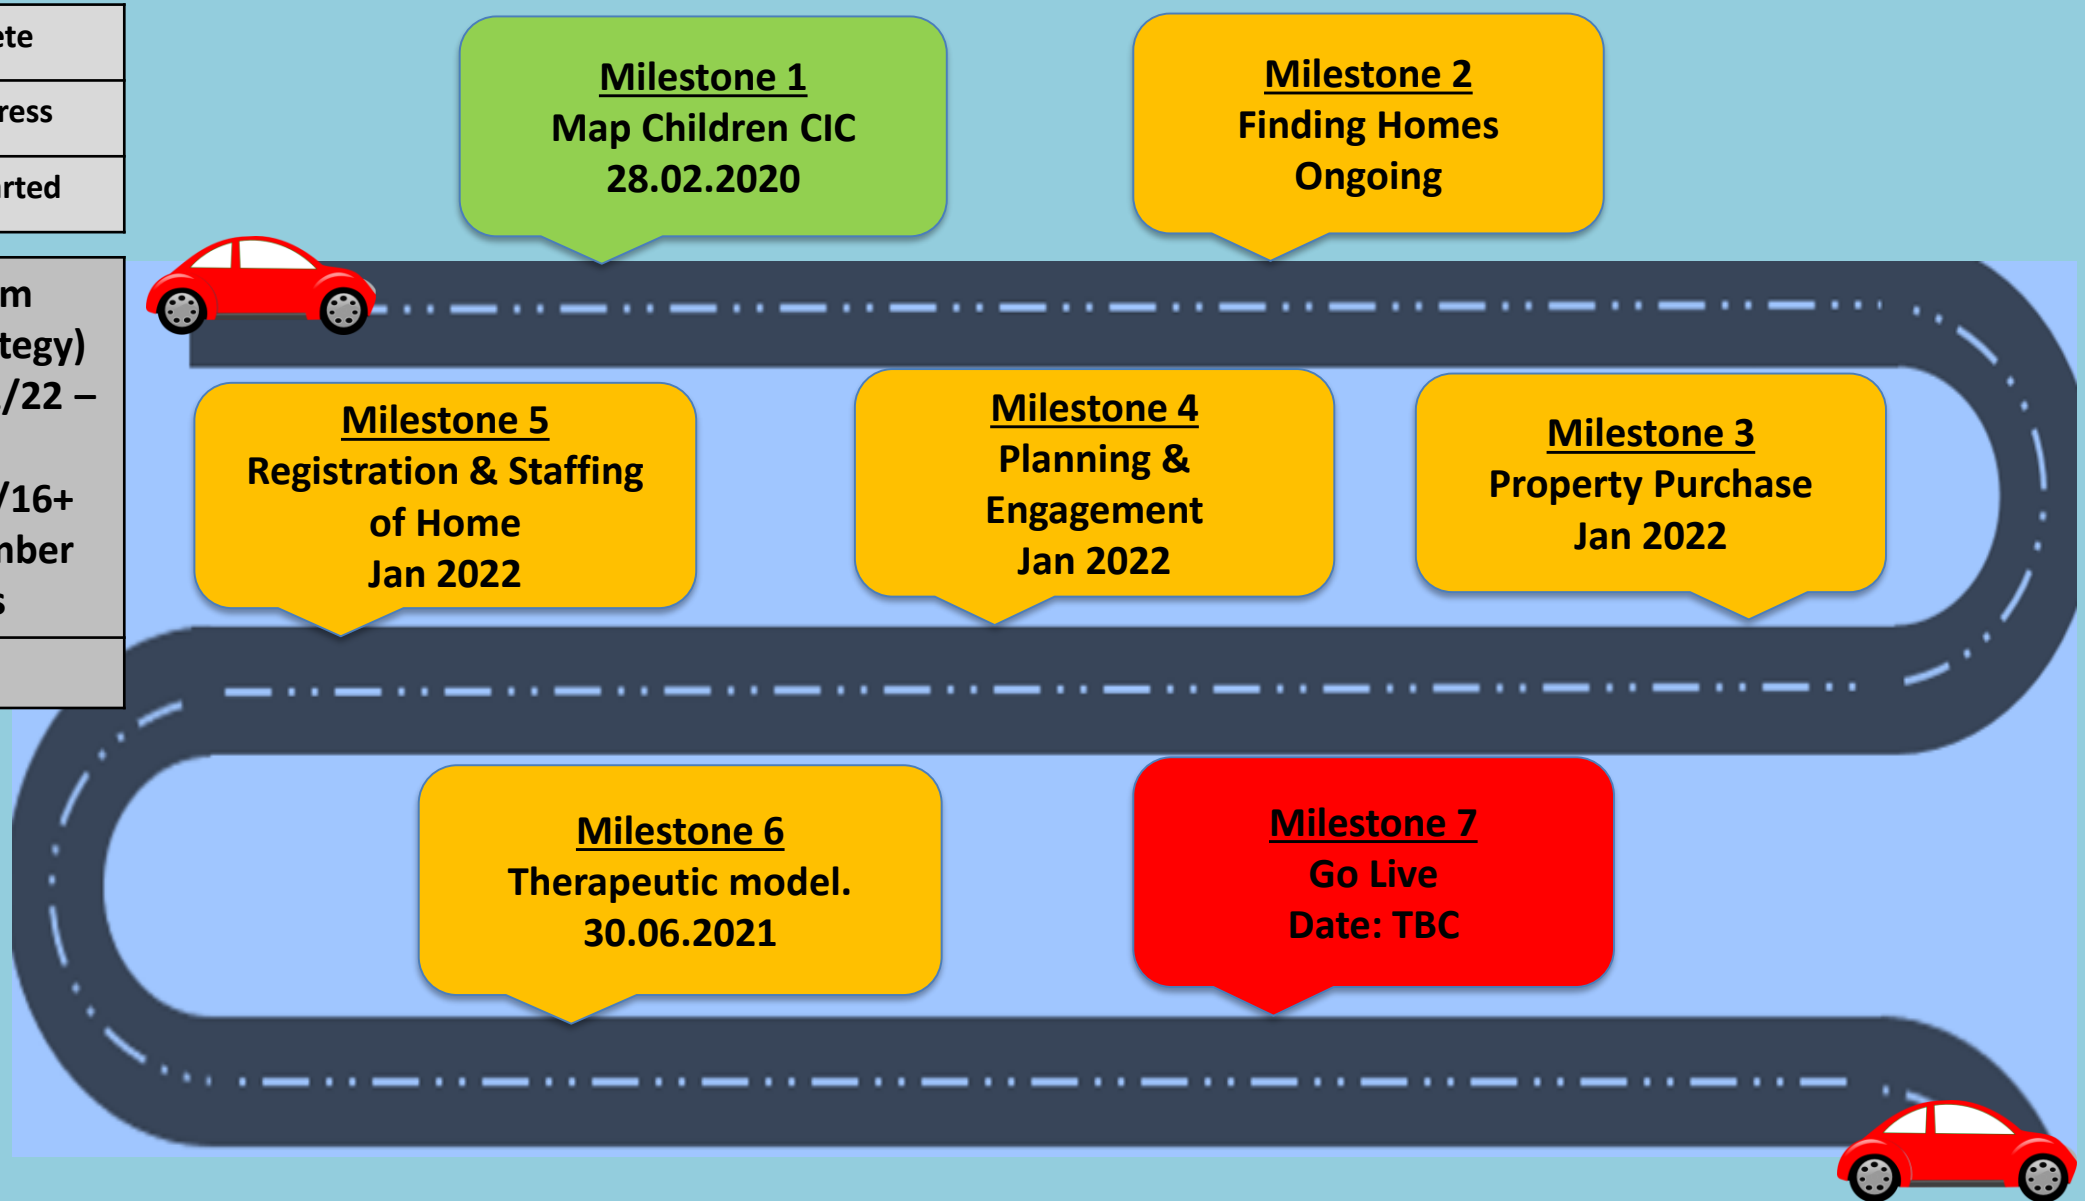 ete
ress
arted
m
tegy)
/22 –
/16+
nber
s
Milestone 1
Map Children CIC
28.02.2020
Milestone 2
Finding Homes
Ongoing
Milestone 5
Registration & Staffing
of Home
Jan 2022
Milestone 4
Planning &
Engagement
Jan 2022
Milestone 3
Property Purchase
Jan 2022
Milestone 6
Therapeutic model.
30.06.2021
Milestone 7
Go Live
Date: TBC